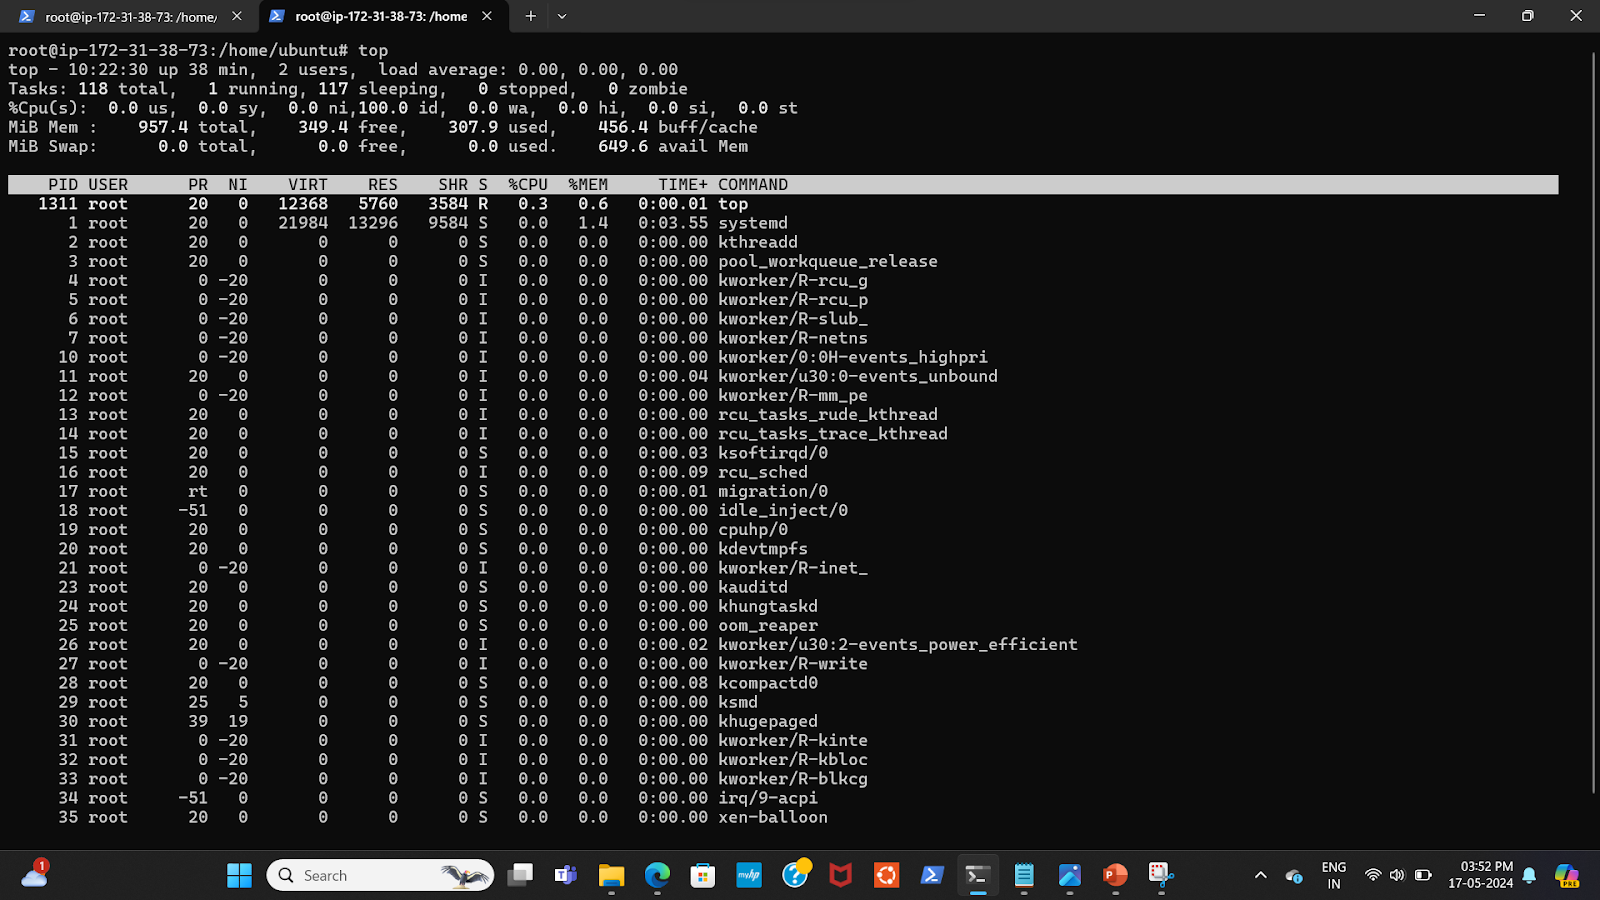 root@ip-172-31-38-73: /home/
root@ip-172-31-38-73: /home
root@ip-172-31-38-73:/home/ubuntu# top
top - 10:22:30 up 38 min,  2 users,  load average: 0.00, 0.00, 0.00
Tasks: 118 total,   1 running, 117 sleeping,   0 stopped,   0 zombie
%Cpu(s):  0.0 us,  0.0 sy,  0.0 ni,100.0 id,  0.0 wa,  0.0 hi,  0.0 si,  0.0 st
MiB Mem :    957.4 total,    349.4 free,    307.9 used,    456.4 buff/cache
MiB Swap:      0.0 total,      0.0 free,      0.0 used.    649.6 avail Mem
PID USER      PR  NI    VIRT    RES    SHR S  %CPU  %MEM     TIME+ COMMAND
1311 root      20   0   12368   5760   3584 R   0.3   0.6   0:00.01 top
1 root      20   0   21984  13296   9584 S   0.0   1.4   0:03.55 systemd
2 root      20   0       0      0      0 S   0.0   0.0   0:00.00 kthreadd
3 root      20   0       0      0      0 S   0.0   0.0   0:00.00 pool_workqueue_release
4 root       0 -20       0      0      0 I   0.0   0.0   0:00.00 kworker/R-rcu_g
5 root       0 -20       0      0      0 I   0.0   0.0   0:00.00 kworker/R-rcu_p
6 root       0 -20       0      0      0 I   0.0   0.0   0:00.00 kworker/R-slub_
7 root       0 -20       0      0      0 I   0.0   0.0   0:00.00 kworker/R-netns
10 root       0 -20       0      0      0 I   0.0   0.0   0:00.00 kworker/0:0H-events_highpri
11 root      20   0       0      0      0 I   0.0   0.0   0:00.04 kworker/u30:0-events_unbound
12 root       0 -20       0      0      0 I   0.0   0.0   0:00.00 kworker/R-mm_pe
13 root      20   0       0      0      0 I   0.0   0.0   0:00.00 rcu_tasks_rude_kthread
14 root      20   0       0      0      0 I   0.0   0.0   0:00.00 rcu_tasks_trace_kthread
15 root      20   0       0      0      0 S   0.0   0.0   0:00.03 ksoftirqd/0
16 root      20   0       0      0      0 I   0.0   0.0   0:00.09 rcu_sched
17 root      rt   0       0      0      0 S   0.0   0.0   0:00.01 migration/0
18 root     -51   0       0      0      0 S   0.0   0.0   0:00.00 idle_inject/0
19 root      20   0       0      0      0 S   0.0   0.0   0:00.00 cpuhp/0
20 root      20   0       0      0      0 S   0.0   0.0   0:00.00 kdevtmpfs
21 root       0 -20       0      0      0 I   0.0   0.0   0:00.00 kworker/R-inet_
23 root      20   0       0      0      0 S   0.0   0.0   0:00.00 kauditd
24 root      20   0       0      0      0 S   0.0   0.0   0:00.00 khungtaskd
25 root      20   0       0      0      0 S   0.0   0.0   0:00.00 oom_reaper
26 root      20   0       0      0      0 I   0.0   0.0   0:00.02 kworker/u30:2-events_power_efficient
27 root       0 -20       0      0      0 I   0.0   0.0   0:00.00 kworker/R-write
28 root      20   0       0      0      0 S   0.0   0.0   0:00.08 kcompactd0
29 root      25   5       0      0      0 S   0.0   0.0   0:00.00 ksmd
30 root      39  19       0      0      0 S   0.0   0.0   0:00.00 khugepaged
31 root       0 -20       0      0      0 I   0.0   0.0   0:00.00 kworker/R-kinte
32 root       0 -20       0      0      0 I   0.0   0.0   0:00.00 kworker/R-kbloc
33 root       0 -20       0      0      0 I   0.0   0.0   0:00.00 kworker/R-blkcg
34 root     -51   0       0      0      0 S   0.0   0.0   0:00.00 irq/9-acpi
35 root      20   0       0      0      0 S   0.0   0.0   0:00.00 xen-balloon
1
Search
myhp
ENG
IN
03:52 PM
17-05-2024
PRE